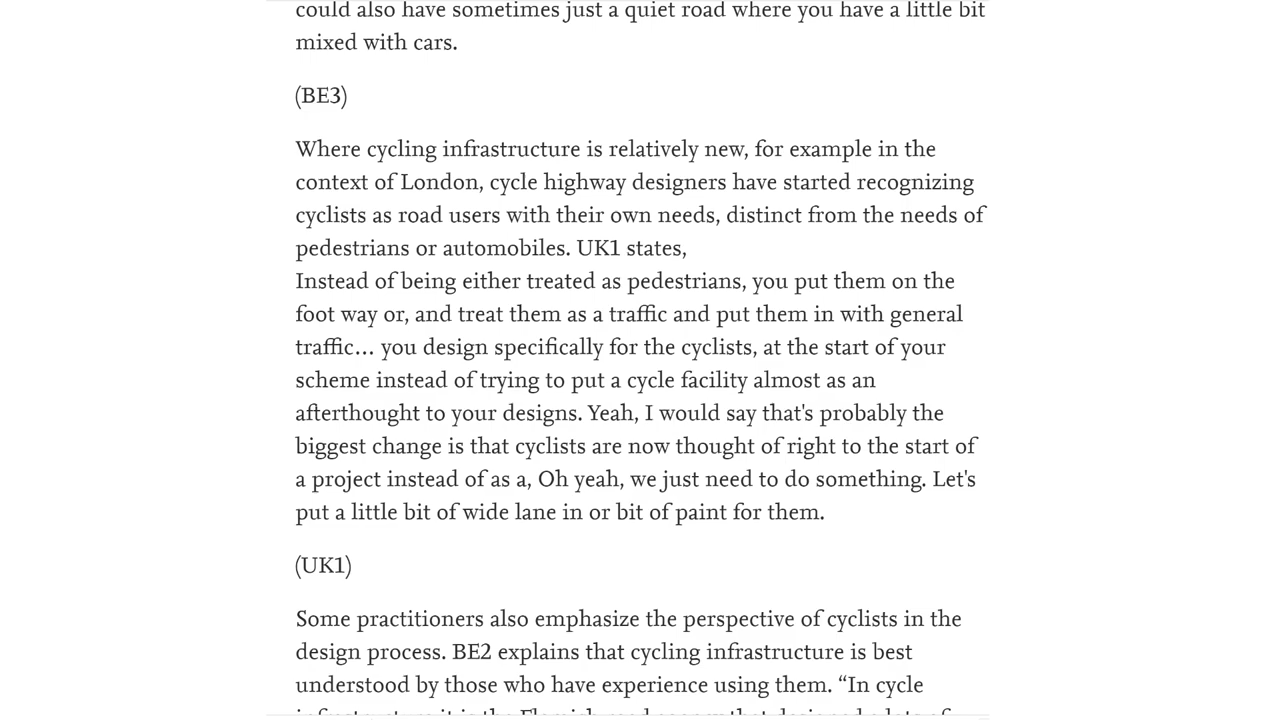 could also have sometimes just a quiet road where you have a little bit
mixed with cars.
(BE3)
Where cycling infrastructure is relatively new, for example in the
context of London, cycle highway designers have started recognizing
cyclists as road users with their own needs, distinct from the needs of
pedestrians or automobiles. UK1 states,
Instead of being either treated as pedestrians, you put them on the
foot way or, and treat them as a traffic and put them in with general
traffic… you design specifically for the cyclists, at the start of your
scheme instead of trying to put a cycle facility almost as an
afterthought to your designs. Yeah, I would say that's probably the
biggest change is that cyclists are now thought of right to the start of
a project instead of as a, Oh yeah, we just need to do something. Let's
put a little bit of wide lane in or bit of paint for them.
(UK1)
Some practitioners also emphasize the perspective of cyclists in the
design process. BE2 explains that cycling infrastructure is best
understood by those who have experience using them. “In cycle